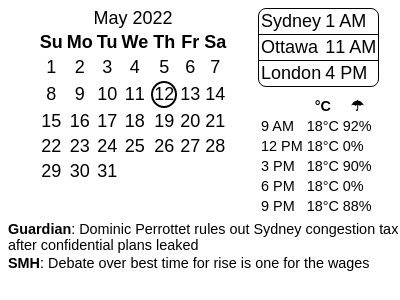 May 2022
Su Mo Tu We Th Fr Sa
1 2 3 4 5 6 7
8 9 10 11 12 13 14
15 16 17 18 19 20 21
22 23 24 25 26 27 28
29 30 31
Sydney 1 AM
Ottawa 11 AM
London 4 PM
°C ☂
9 AM 18°C 92%
12 PM 18°C 0%
3 PM 18°C 90%
6 PM 18°C 0%
9 PM 18°C 88%
Guardian: Dominic Perrottet rules out Sydney congestion tax
after confidential plans leaked
SMH: Debate over best time for rise is one for the wages